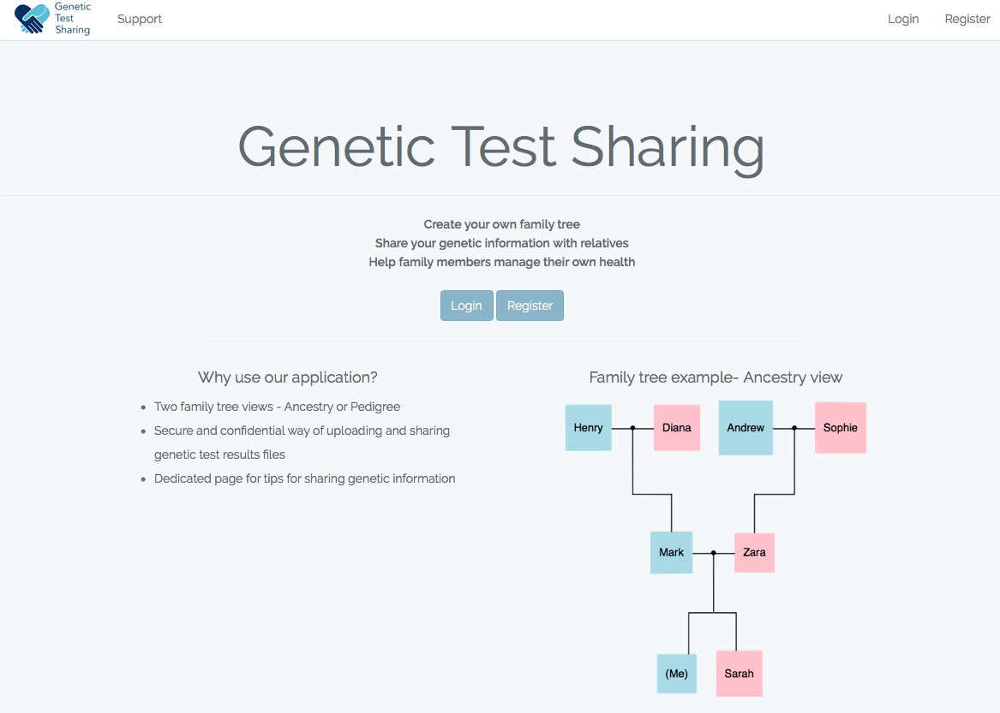 Genetic
Test
Sharing
Support
Login
Register
Genetic Test Sharing
Create your own family tree
Share your genetic information with relatives
Help family members manage their own health
Login
Register
Why use our application?
Two family tree views - Ancestry or Pedigree
Secure and confidential way of uploading and sharing
genetic test results files
Dedicated page for tips for sharing genetic information
Family tree example- Ancestry view
Henry
Diana
Andrew
Sophie
Mark
Zara
(Me)
Sarah